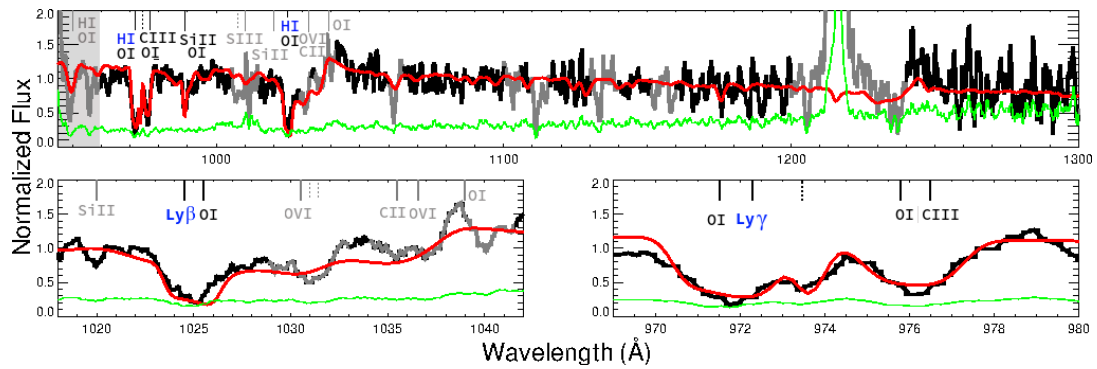 HI HI CIII SiII SIII HI OVI OI
OI OI OI OI SiII OI CII
2.0
1.5
1.0
0.5
0.0
1000 1100 1200 1300
Normalized Flux
2.0 2.0
SiII Lyβ OI OVI CII OVI OI OI Lyγ OI CIII
1.5 1.5
1.0 1.0
0.5 0.5
0.0 0.0
1020 1025 1030 1035 1040 970 972 974 976 978 980
Wavelength (Å)